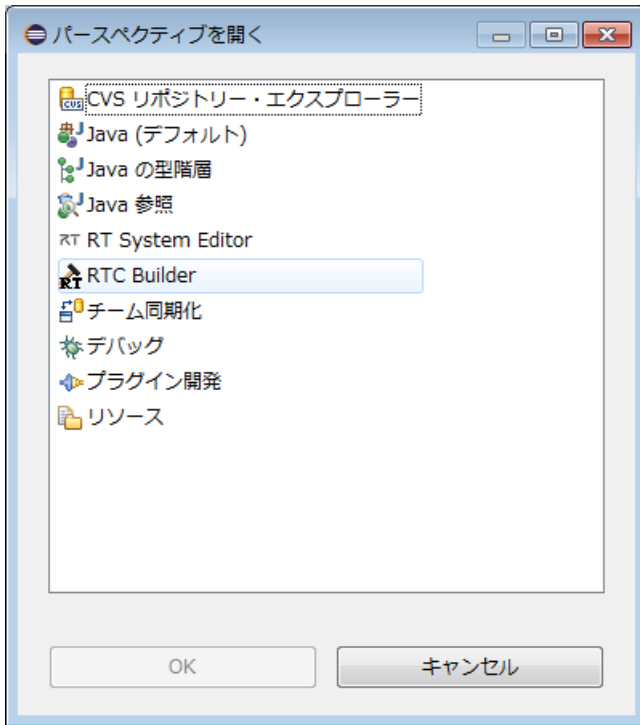 パースペクティブを開く
CVS リポジトリー・エクスプローラー
Java (デフォルト)
Java の型階層
Java 参照
RT RT System Editor
RT RTC Builder
チーム同期化
デバッグ
プラグイン開発
リソース
OK キャンセル